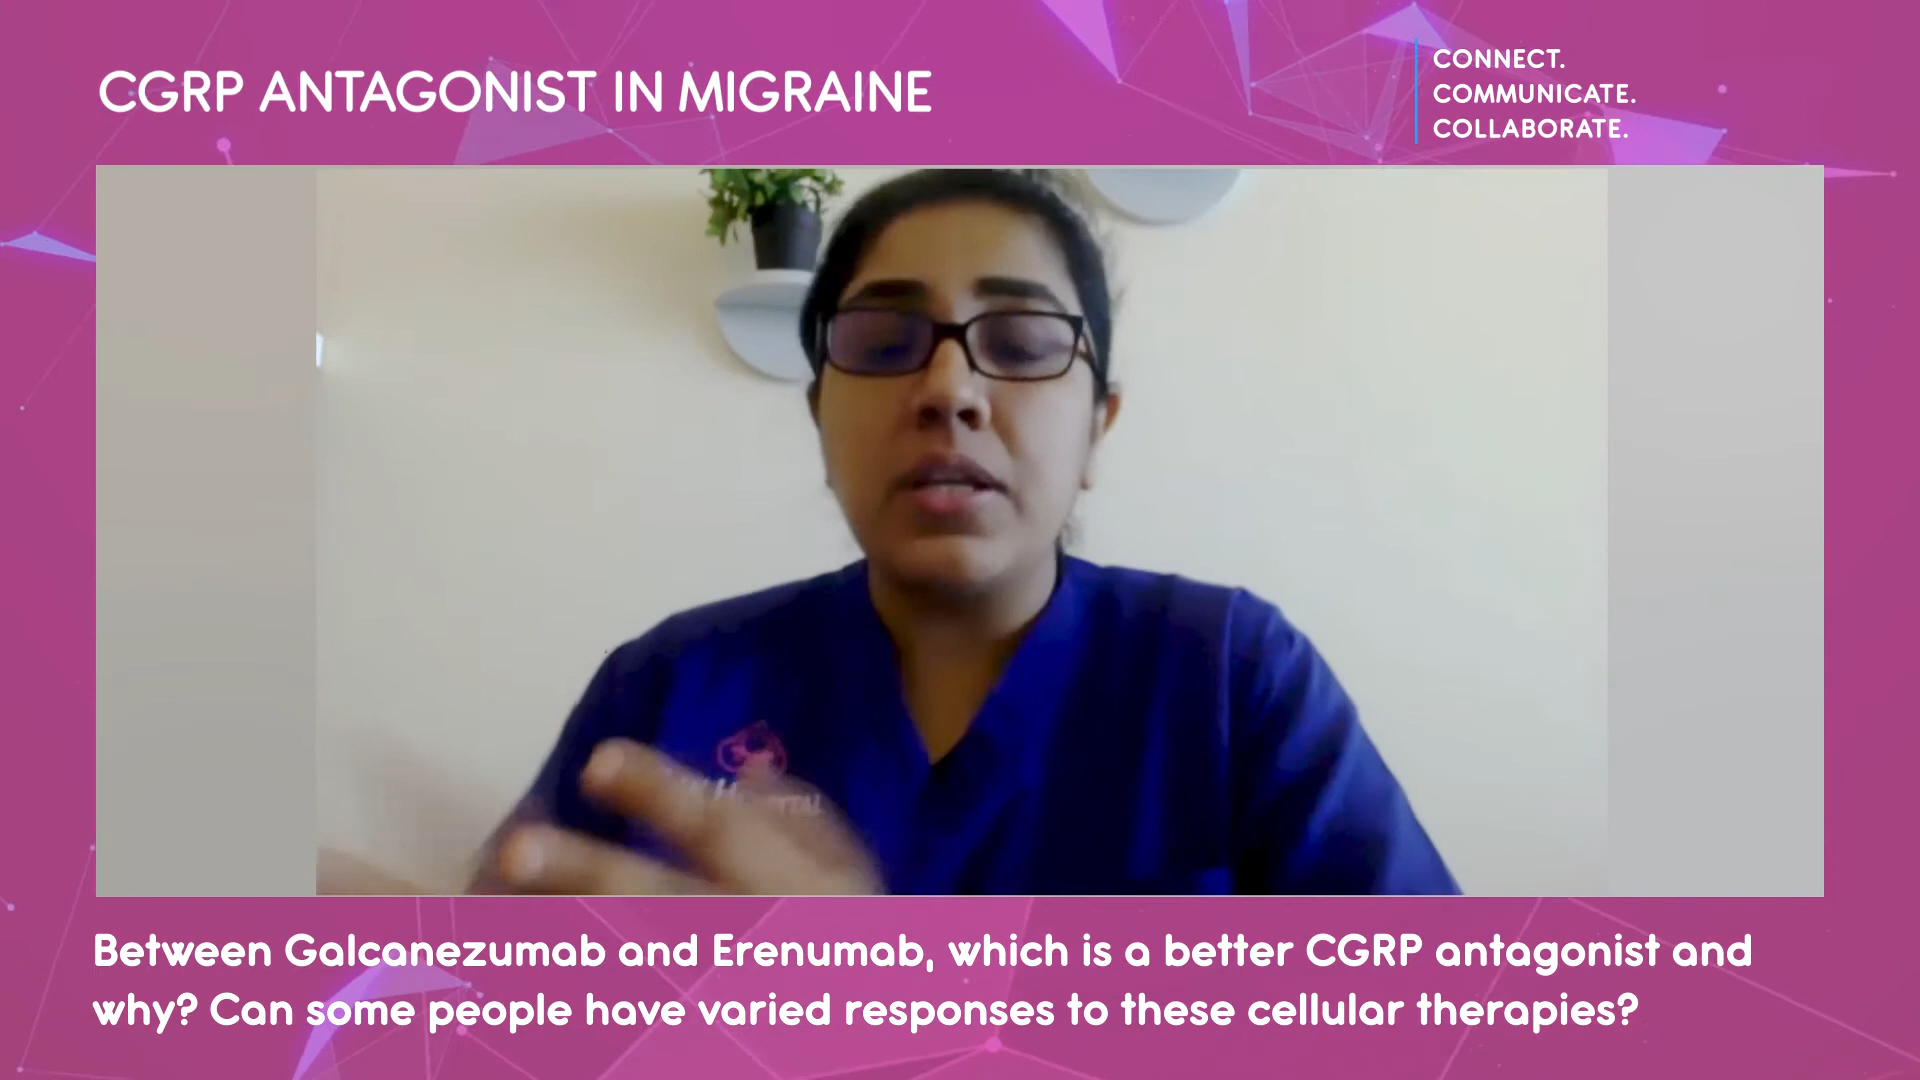 CGRP ANTAGONIST IN MIGRAINE
CONNECT.
COMMUNICATE.
COLLABORATE.
Between Galcanezumab and Erenumab, which is a better CGRP antagonist and
why? Can some people have varied responses to these cellular therapies?